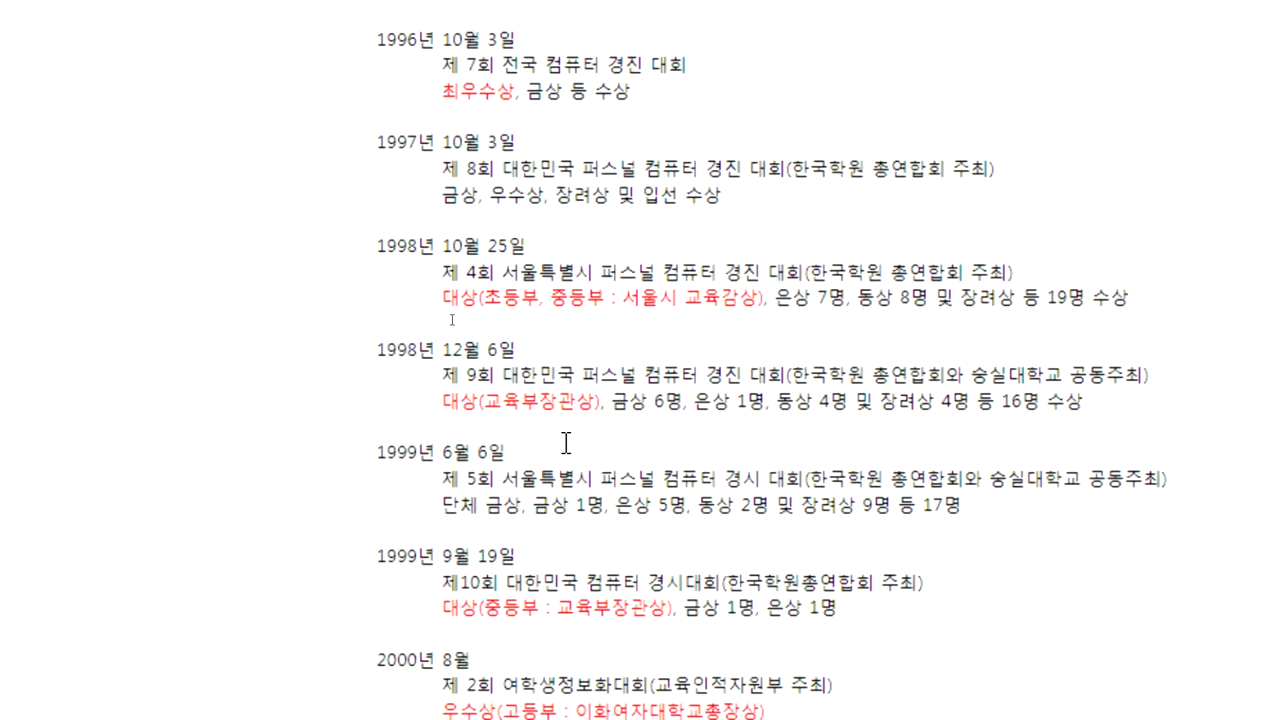 1996년 10월 3일
제 7회 전국 컴퓨터 경진 대회
최우수상, 금상 등 수상
1997년 10월 3일
제 8회 대한민국 퍼스널 컴퓨터 경진 대회(한국학원 총연합회 주최)
금상, 우수상, 장려상 및 입선 수상
1998년 10월 25일
제 4회 서울특별시 퍼스널 컴퓨터 경진 대회(한국학원 총연합회 주최)
대상(초등부, 중등부 : 서울시 교육감상), 은상 7명, 동상 8명 및 장려상 등 19명 수상
1998년 12월 6일
제 9회 대한민국 퍼스널 컴퓨터 경진 대회(한국학원 총연합회와 숭실대학교 공동주최)
대상(교육부장관상), 금상 6명, 은상 1명, 동상 4명 및 장려상 4명 등 16명 수상
1999년 6월 6일
제 5회 서울특별시 퍼스널 컴퓨터 경시 대회(한국학원 총연합회와 숭실대학교 공동주최)
단체 금상, 금상 1명, 은상 5명, 동상 2명 및 장려상 9명 등 17명
1999년 9월 19일
제10회 대한민국 컴퓨터 경시대회(한국학원총연합회 주최)
대상(중등부 : 교육부장관상), 금상 1명, 은상 1명
2000년 8월
제 2회 여학생정보화대회(교육인적자원부 주최)
우수상(고등부 : 이화여자대학교총장상)